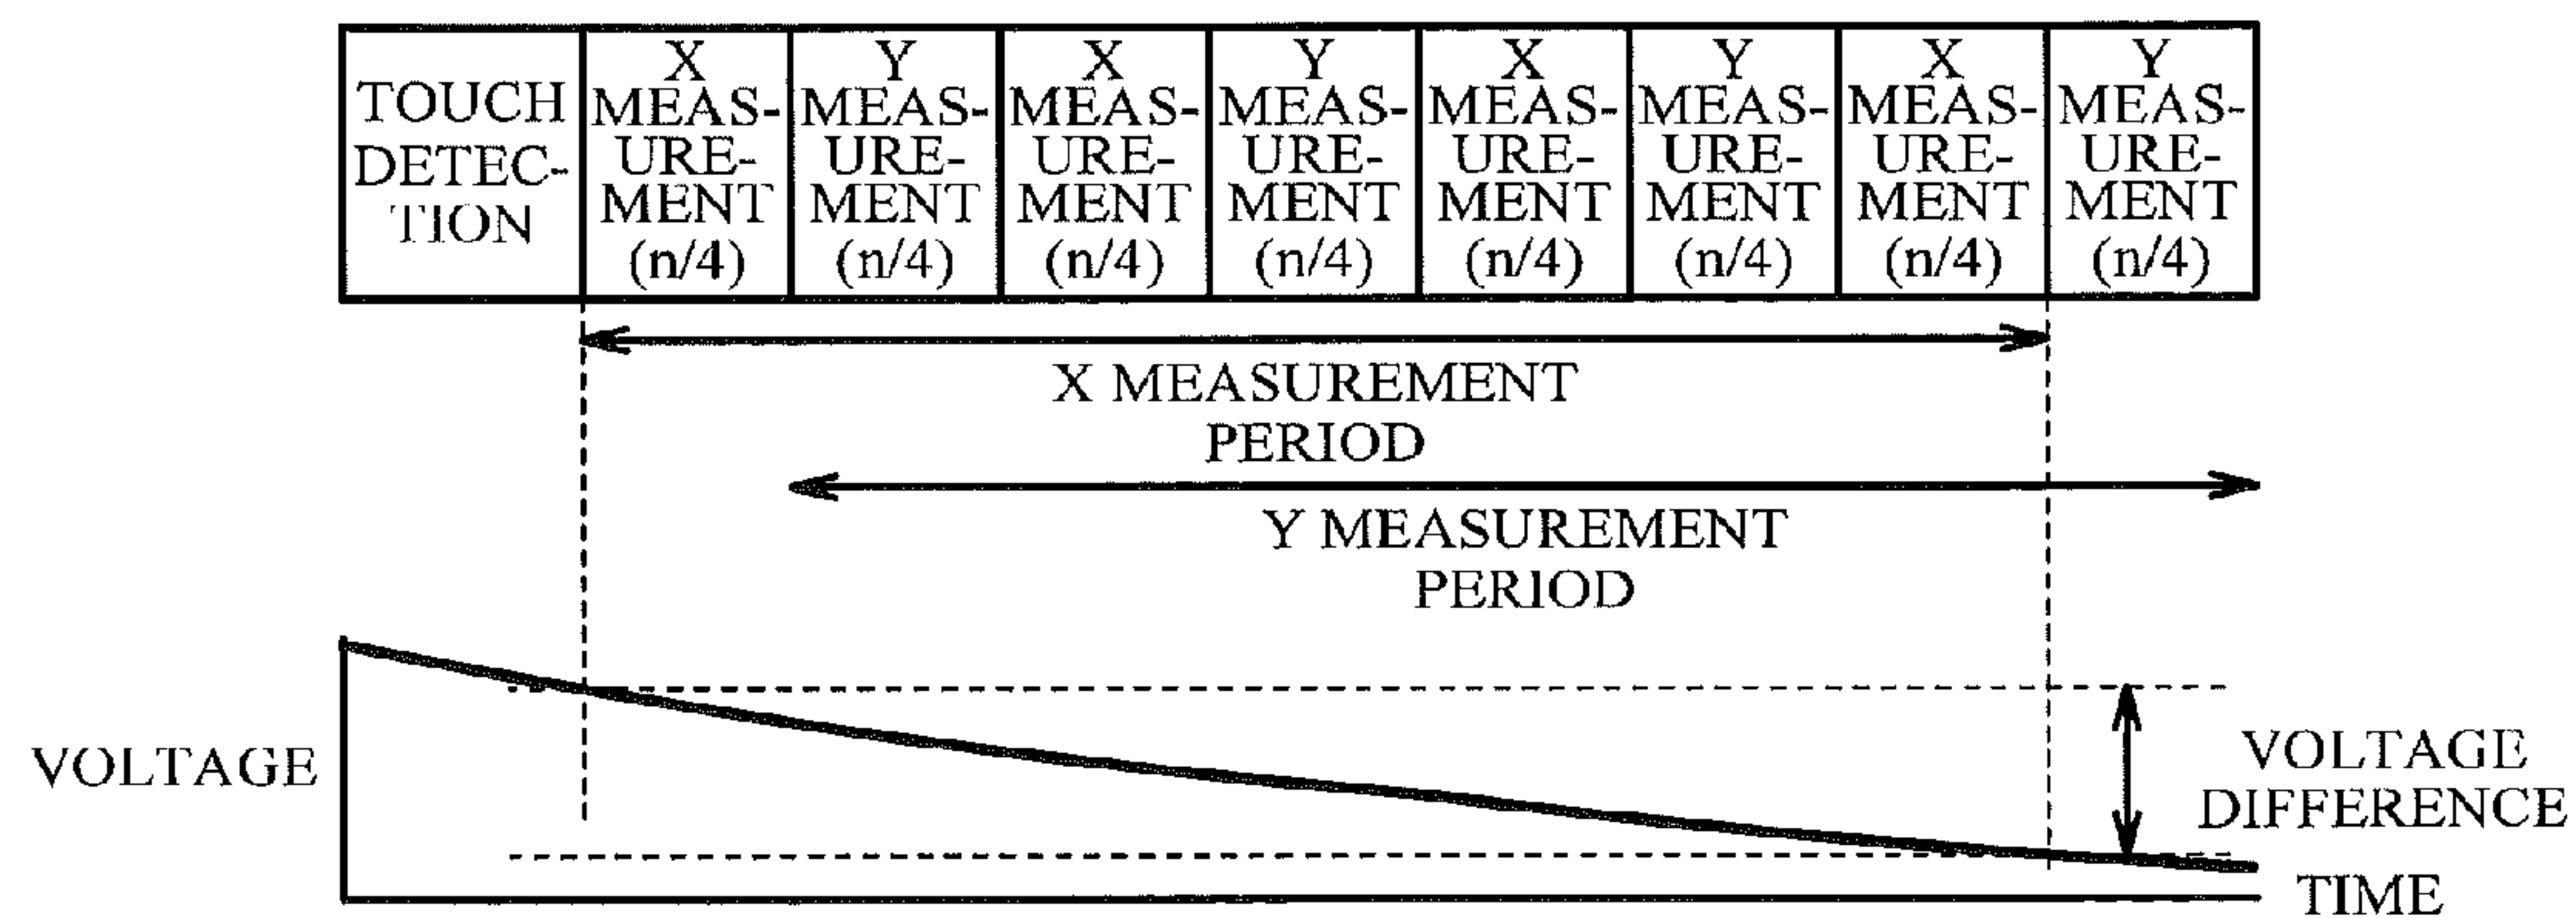 TOUCH
DETEC-
TION
X
MEAS-
URE-
MENT
(n/4)
Y
MEAS-
URE-
MENT
(n/4)
X
MEAS-
URE-
MENT
(n/4)
Y
MEAS-
URE-
MENT
(n/4)
X
MEAS-
URE-
MENT
(n/4)
Y
MEAS-
URE-
MENT
(n/4)
X
MEAS-
URE-
MENT
(n/4)
Y
MEAS-
URE-
MENT
(n/4)
X MEASUREMENT
PERIOD
Y MEASUREMENT
PERIOD
VOLTAGE
VOLTAGE
DIFFERENCE
TIME